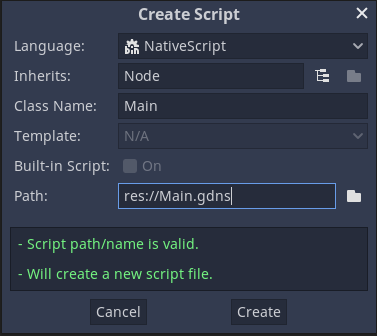 Create Script
Language: NativeScript
Inherits: Node
Class Name: Main
Template: N/A
Built-in Script: On
Path: res://Main.gdns
- Script path/name is valid.
- Will create a new script file.
Cancel Create